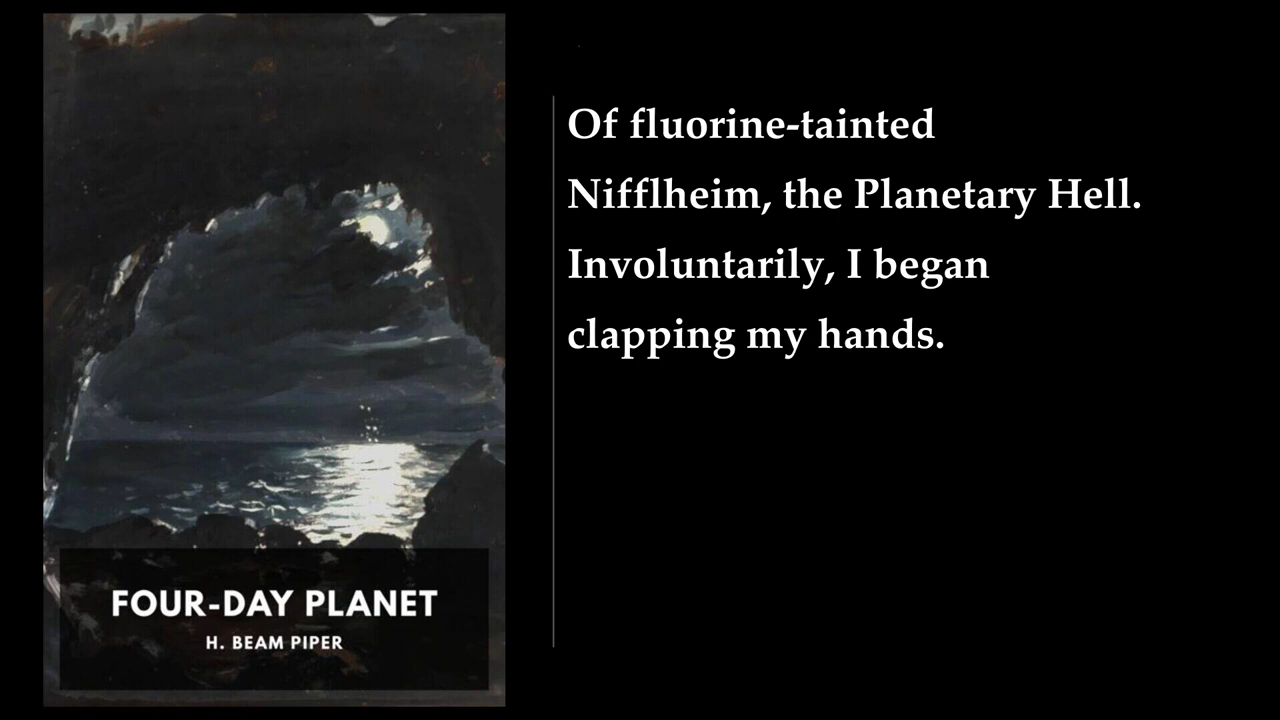 Of fluorine-tainted
Nifflheim, the Planetary Hell.
Involuntarily, I began
clapping my hands.
FOUR-DAY PLANET
H. BEAM PIPER